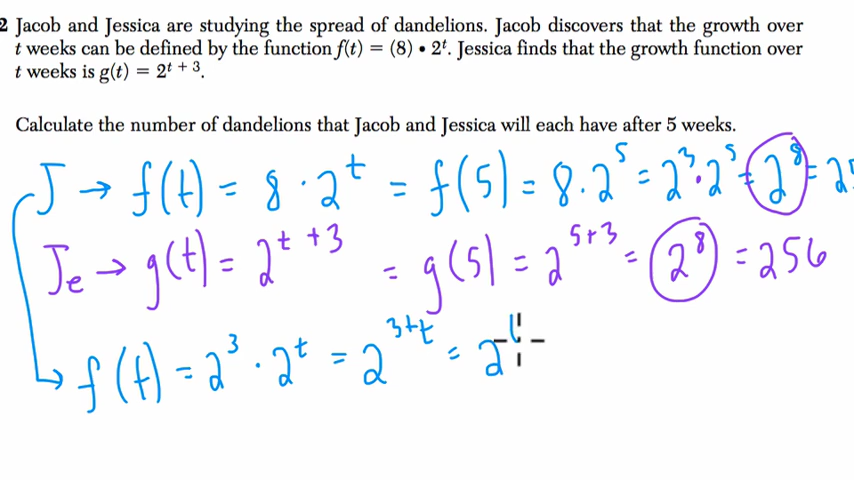 2 Jacob and Jessica are studying the spread of dandelions. Jacob discovers that the growth over
t weeks can be defined by the function f(t) = (8) • 2^t. Jessica finds that the growth function over
t weeks is g(t) = 2^{t + 3}.
Calculate the number of dandelions that Jacob and Jessica will each have after 5 weeks.
J → f(t) = 8 · 2^t = f(5) = 8 · 2^5 = 2^3 · 2^5 = 2^8 = 2
Je → g(t) = 2^{t+3} = g(5) = 2^{5+3} = 2^8 = 256
f(t) = 2^3 · 2^t = 2^{3+t} = 2